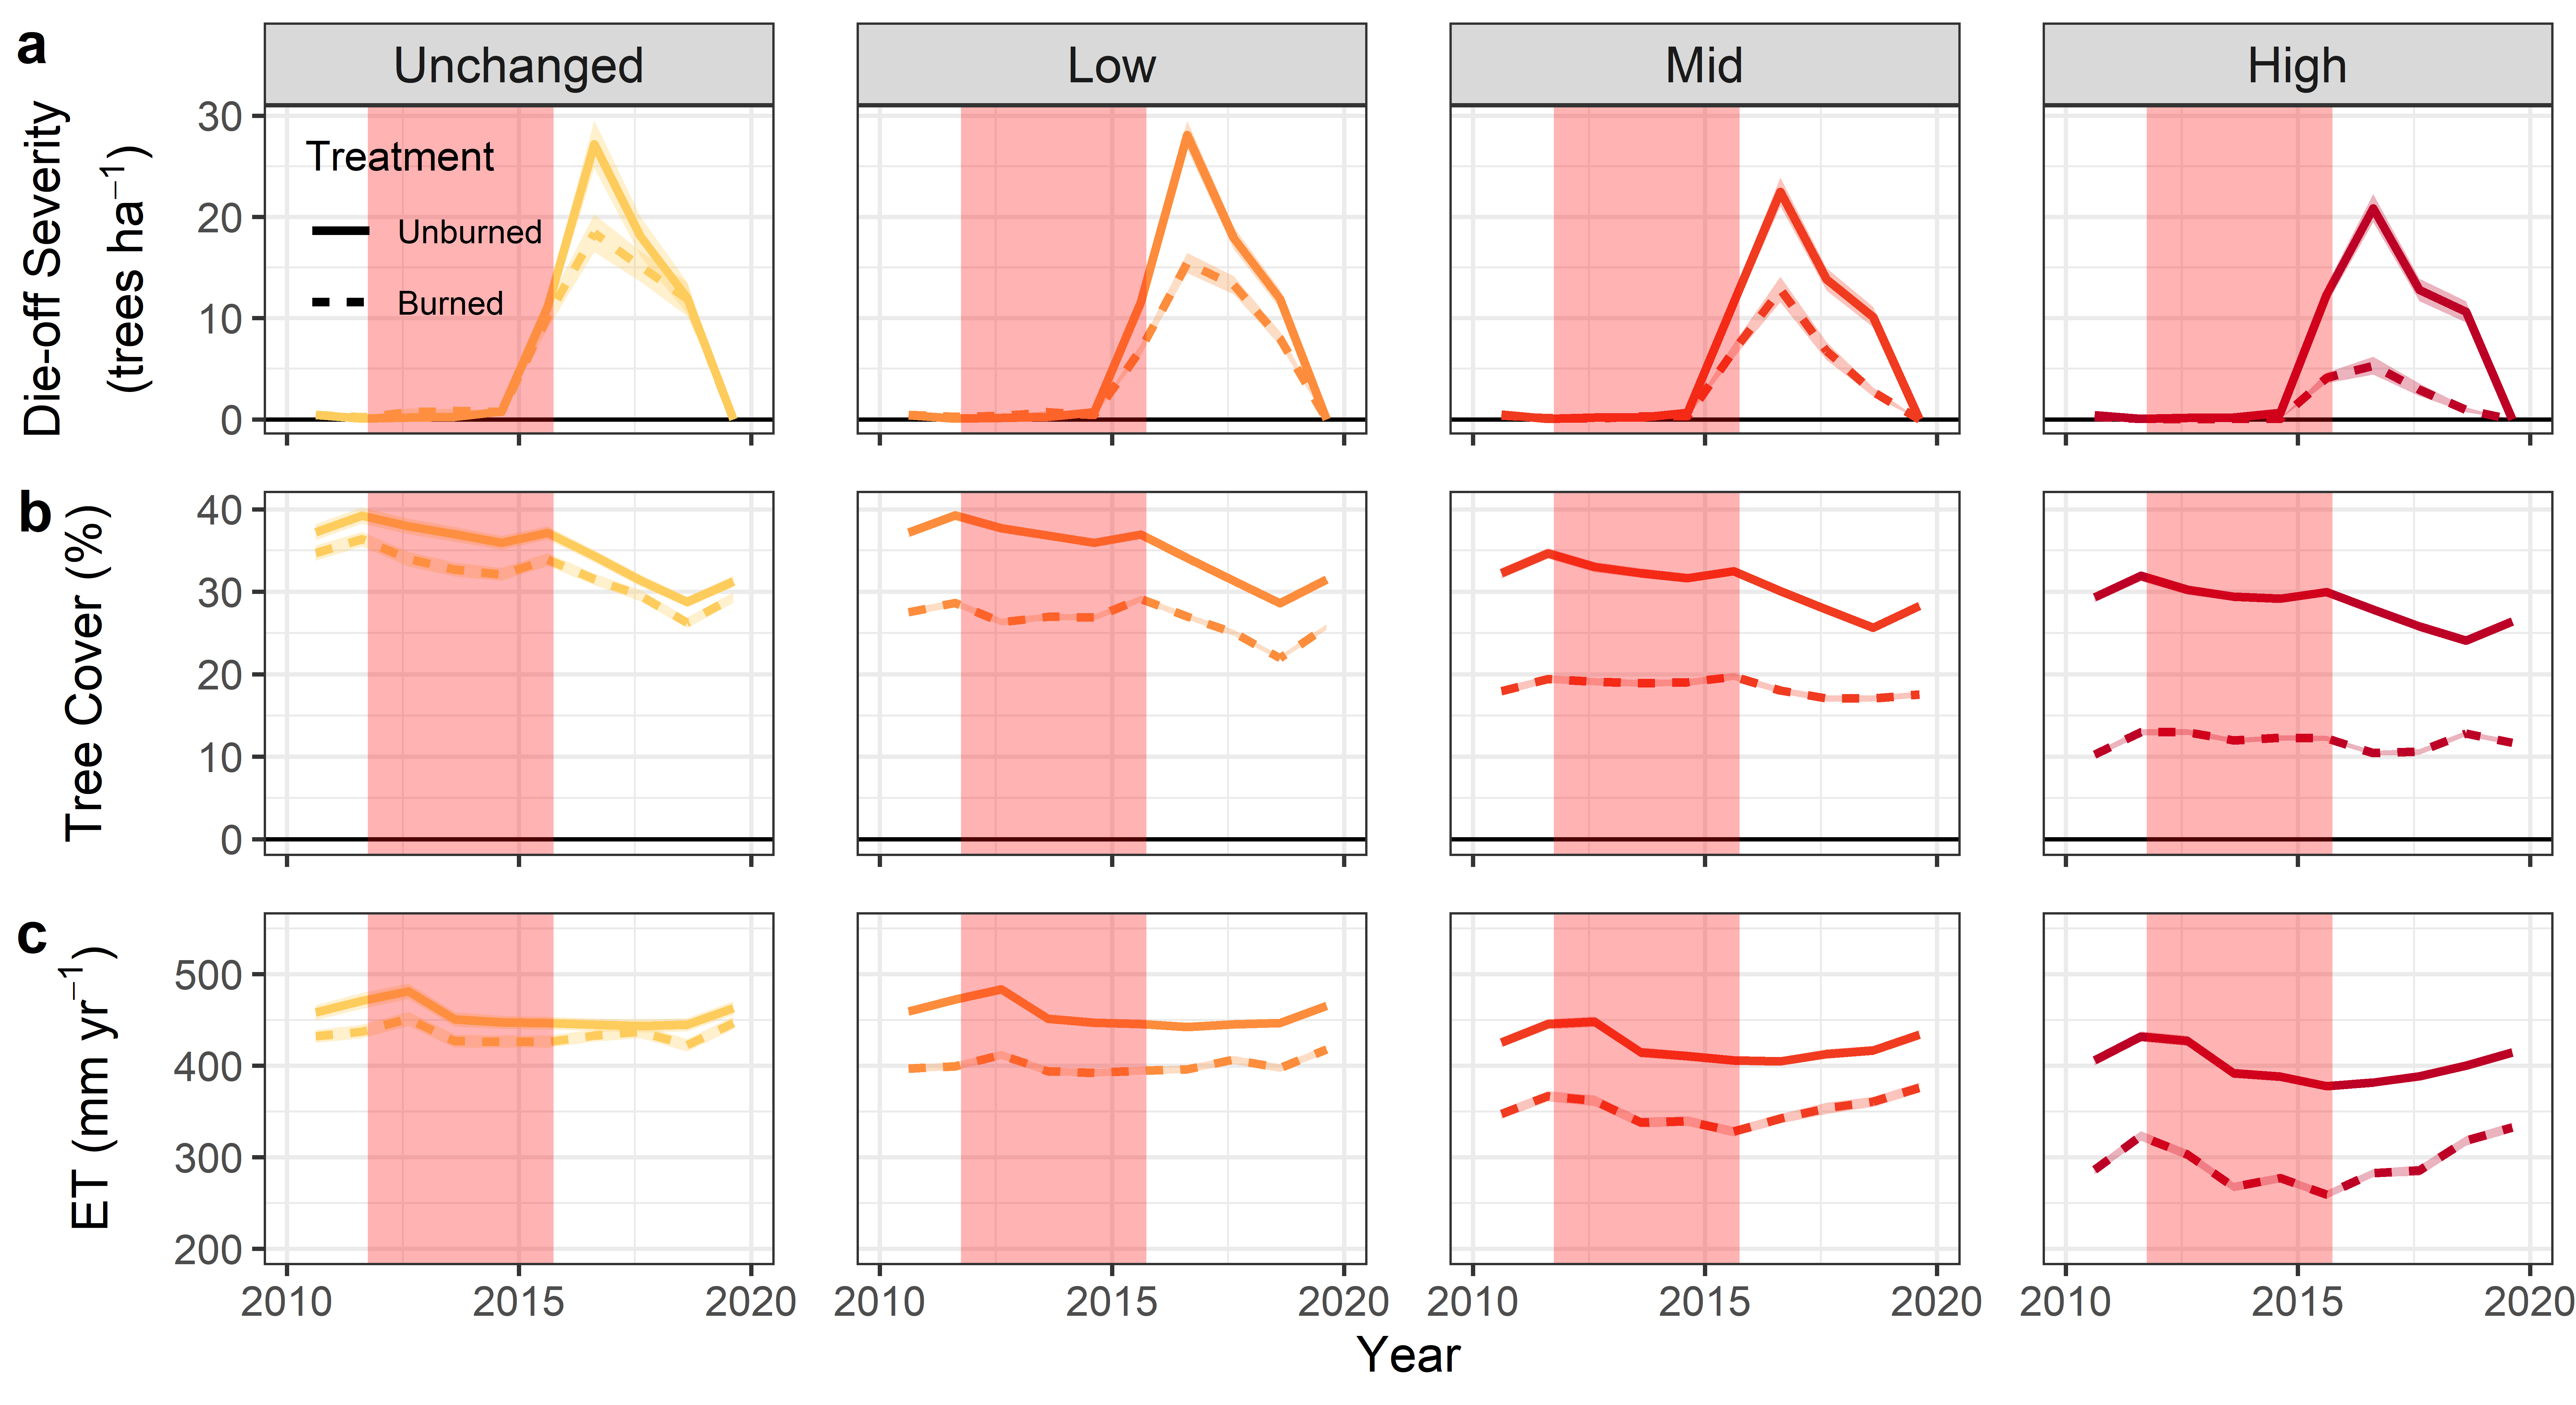 a
Unchanged Low Mid High
Die-off Severity
(trees ha⁻¹)
30
20
10
0
Treatment
Unburned
Burned
b
Tree Cover (%)
40
30
20
10
0
c
ET (mm yr⁻¹)
500
400
300
200
2010 2015 2020 2010 2015 2020 2010 2015 2020 2010 2015 2020
Year